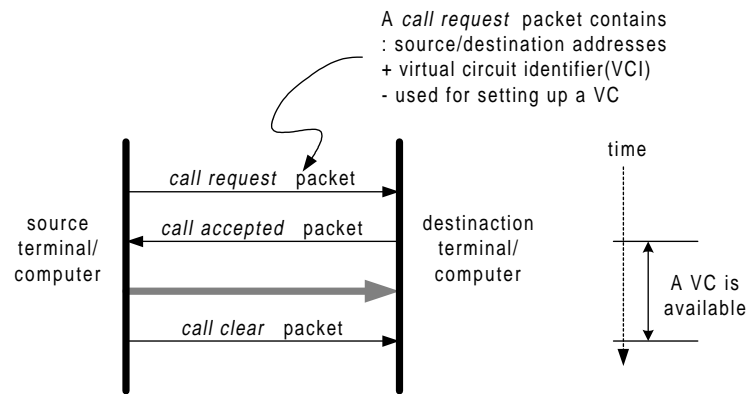 A call request packet contains
: source/destination addresses
+ virtual circuit identifier(VCI)
- used for setting up a VC
time
call request packet
source
terminal/
computer
call accepted packet
destinaction
terminal/
computer
A VC is
available
call clear packet